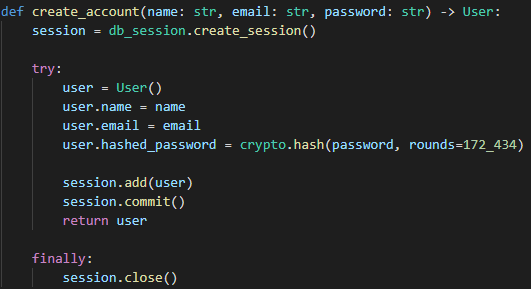 def create_account(name: str, email: str, password: str) -> User:
session = db_session.create_session()
try:
user = User()
user.name = name
user.email = email
user.hashed_password = crypto.hash(password, rounds=172_434)
session.add(user)
session.commit()
return user
finally:
session.close()